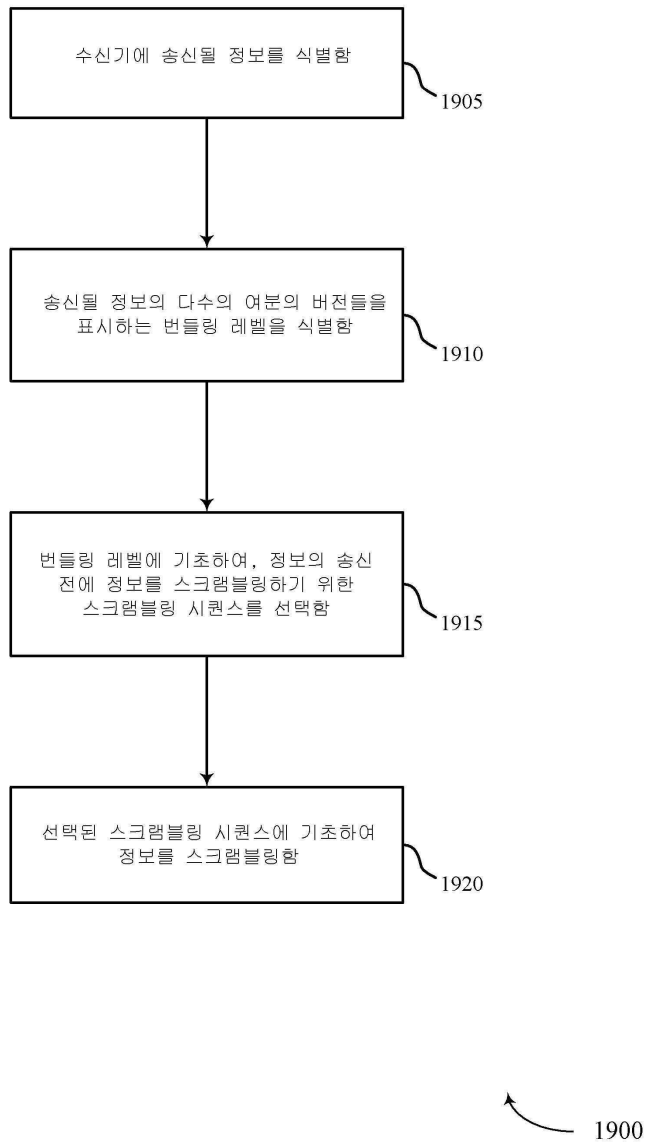 수신기에 송신될 정보를 식별함
1905
송신될 정보의 다수의 여분의 버전들을
표시하는 번들링 레벨을 식별함
1910
번들링 레벨에 기초하여, 정보의 송신
전에 정보를 스크램블링하기 위한
스크램블링 시퀀스를 선택함
1915
선택된 스크램블링 시퀀스에 기초하여
정보를 스크램블링함
1920
1900